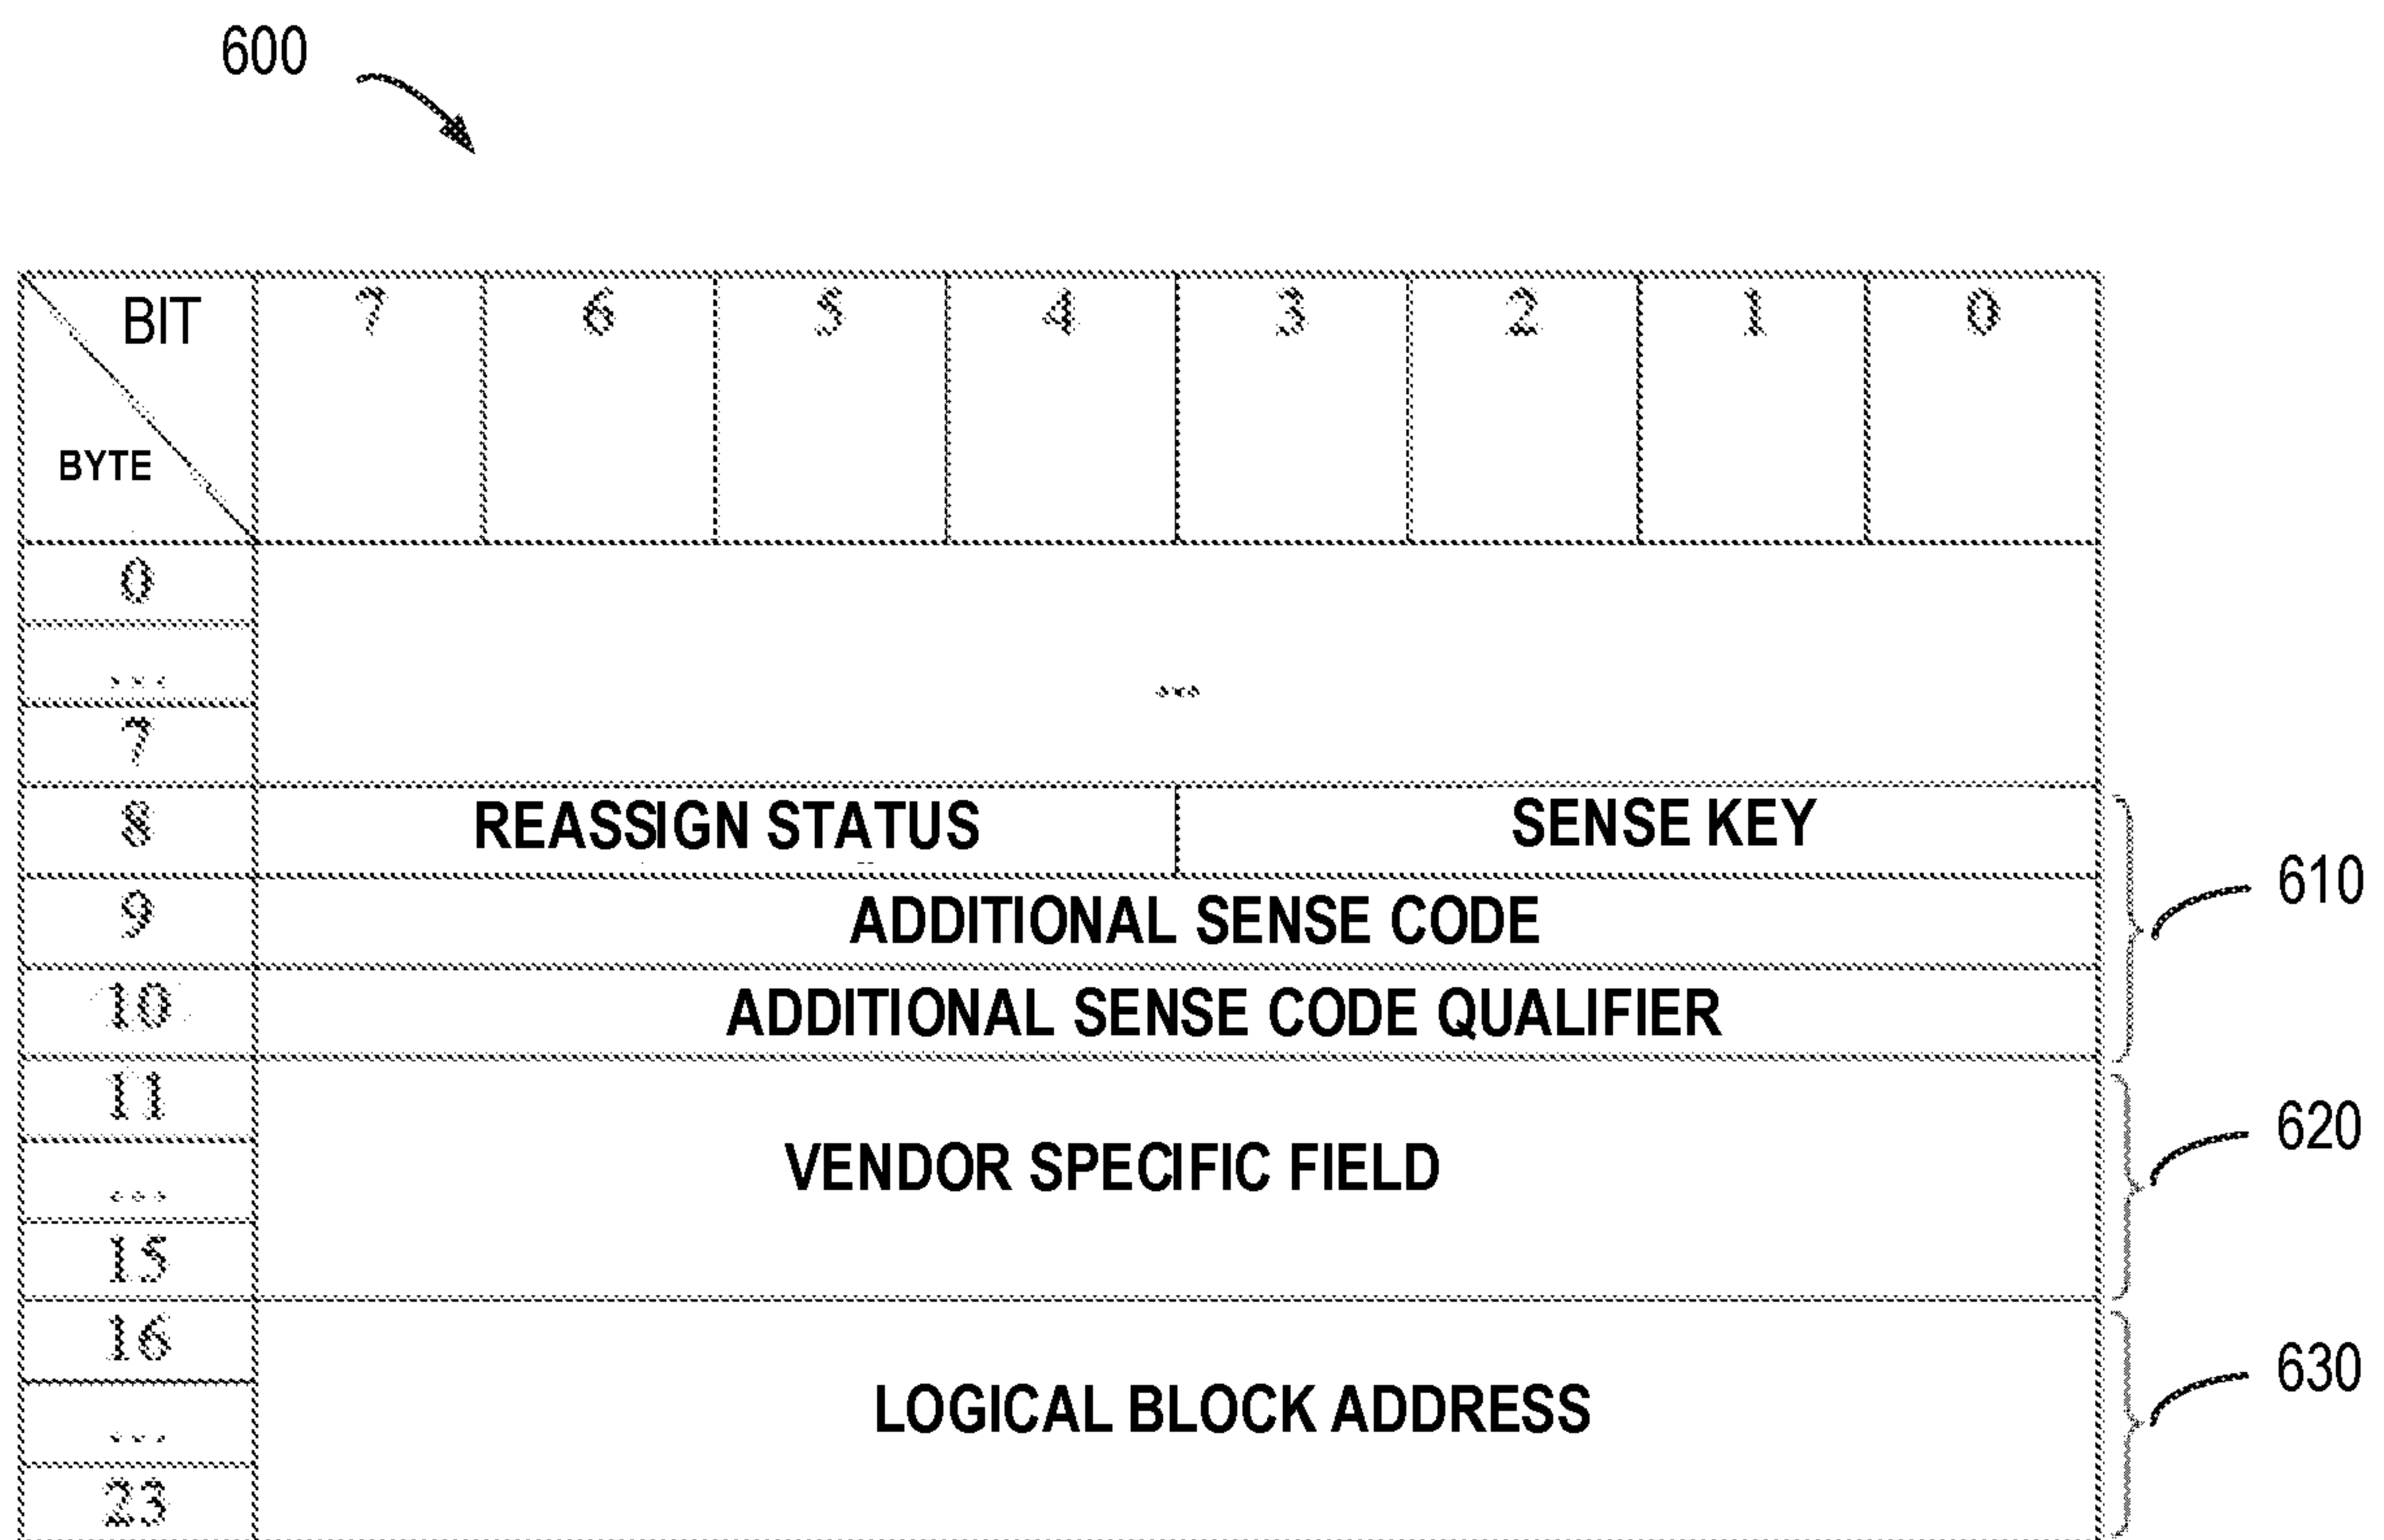 600
BIT 7 6 5 4 3 2 1 0
BYTE
0
...
...
7
8 REASSIGN STATUS SENSE KEY
610
9 ADDITIONAL SENSE CODE
10 ADDITIONAL SENSE CODE QUALIFIER
11
620
VENDOR SPECIFIC FIELD
...
15
16
630
LOGICAL BLOCK ADDRESS
...
23